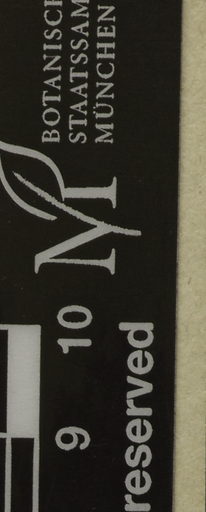 BOTANISCH
STAATSSAM
MÜNCHEN
M
9 10
reserved